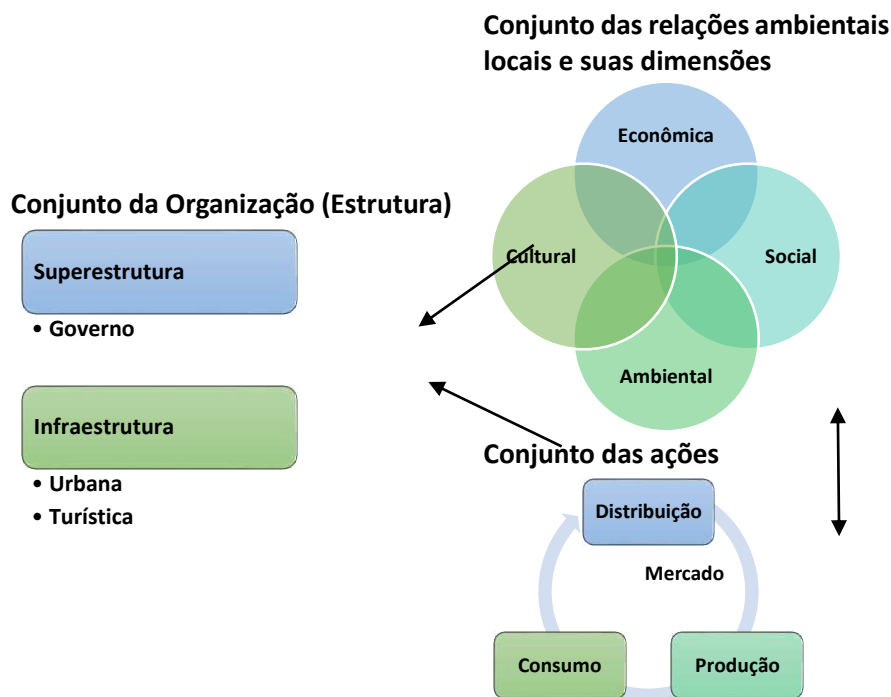 Conjunto das relações ambientais
locais e suas dimensões
Econômica
Cultural
Social
Ambiental
Conjunto da Organização (Estrutura)
Superestrutura
• Governo
Infraestrutura
• Urbana
• Turística
Conjunto das ações
Distribuição
Mercado
Consumo
Produção